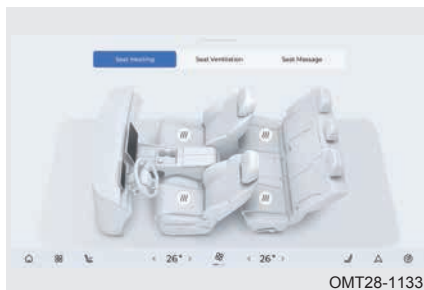 Seat Heating Seat Ventilation Seat Massage
< 26° > < 26° >
OMT28-1133